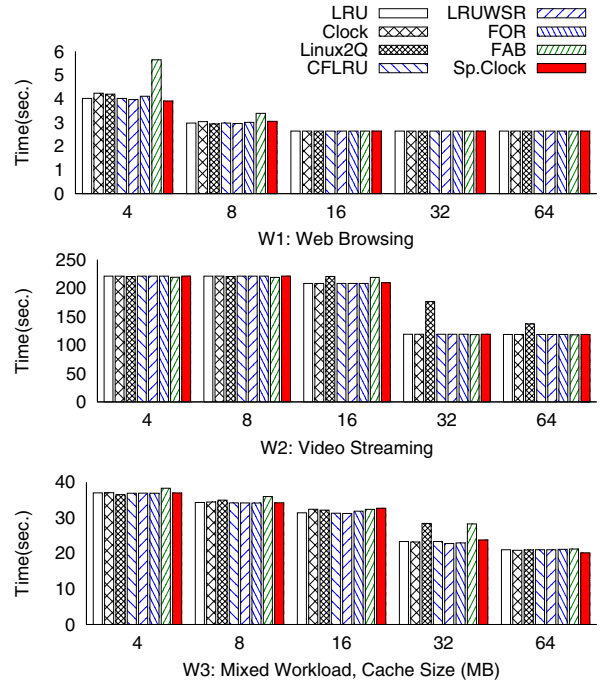 LRU
Clock
Linux2Q
CFLRU
LRUWSR
FOR
FAB
Sp.Clock
Time(sec.)
6
5
4
3
2
1
0
4 8 16 32 64
W1: Web Browsing
Time(sec.)
250
200
150
100
50
0
4 8 16 32 64
W2: Video Streaming
Time(sec.)
40
30
20
10
0
4 8 16 32 64
W3: Mixed Workload, Cache Size (MB)